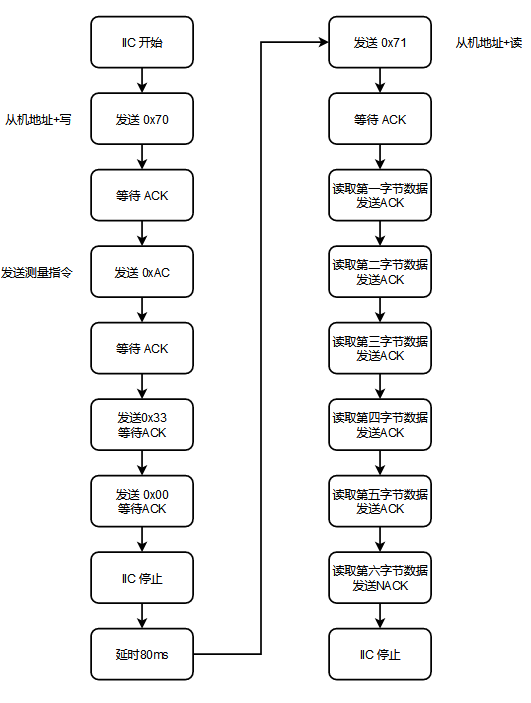 IIC 开始
从机地址+写
发送 0x70
等待 ACK
发送测量指令
发送 0xAC
等待 ACK
发送0x33
等待ACK
发送 0x00
等待ACK
IIC 停止
延时80ms
发送 0x71
从机地址+读
等待 ACK
读取第一字节数据
发送ACK
读取第二字节数据
发送ACK
读取第三字节数据
发送ACK
读取第四字节数据
发送ACK
读取第五字节数据
发送ACK
读取第六字节数据
发送NACK
IIC 停止